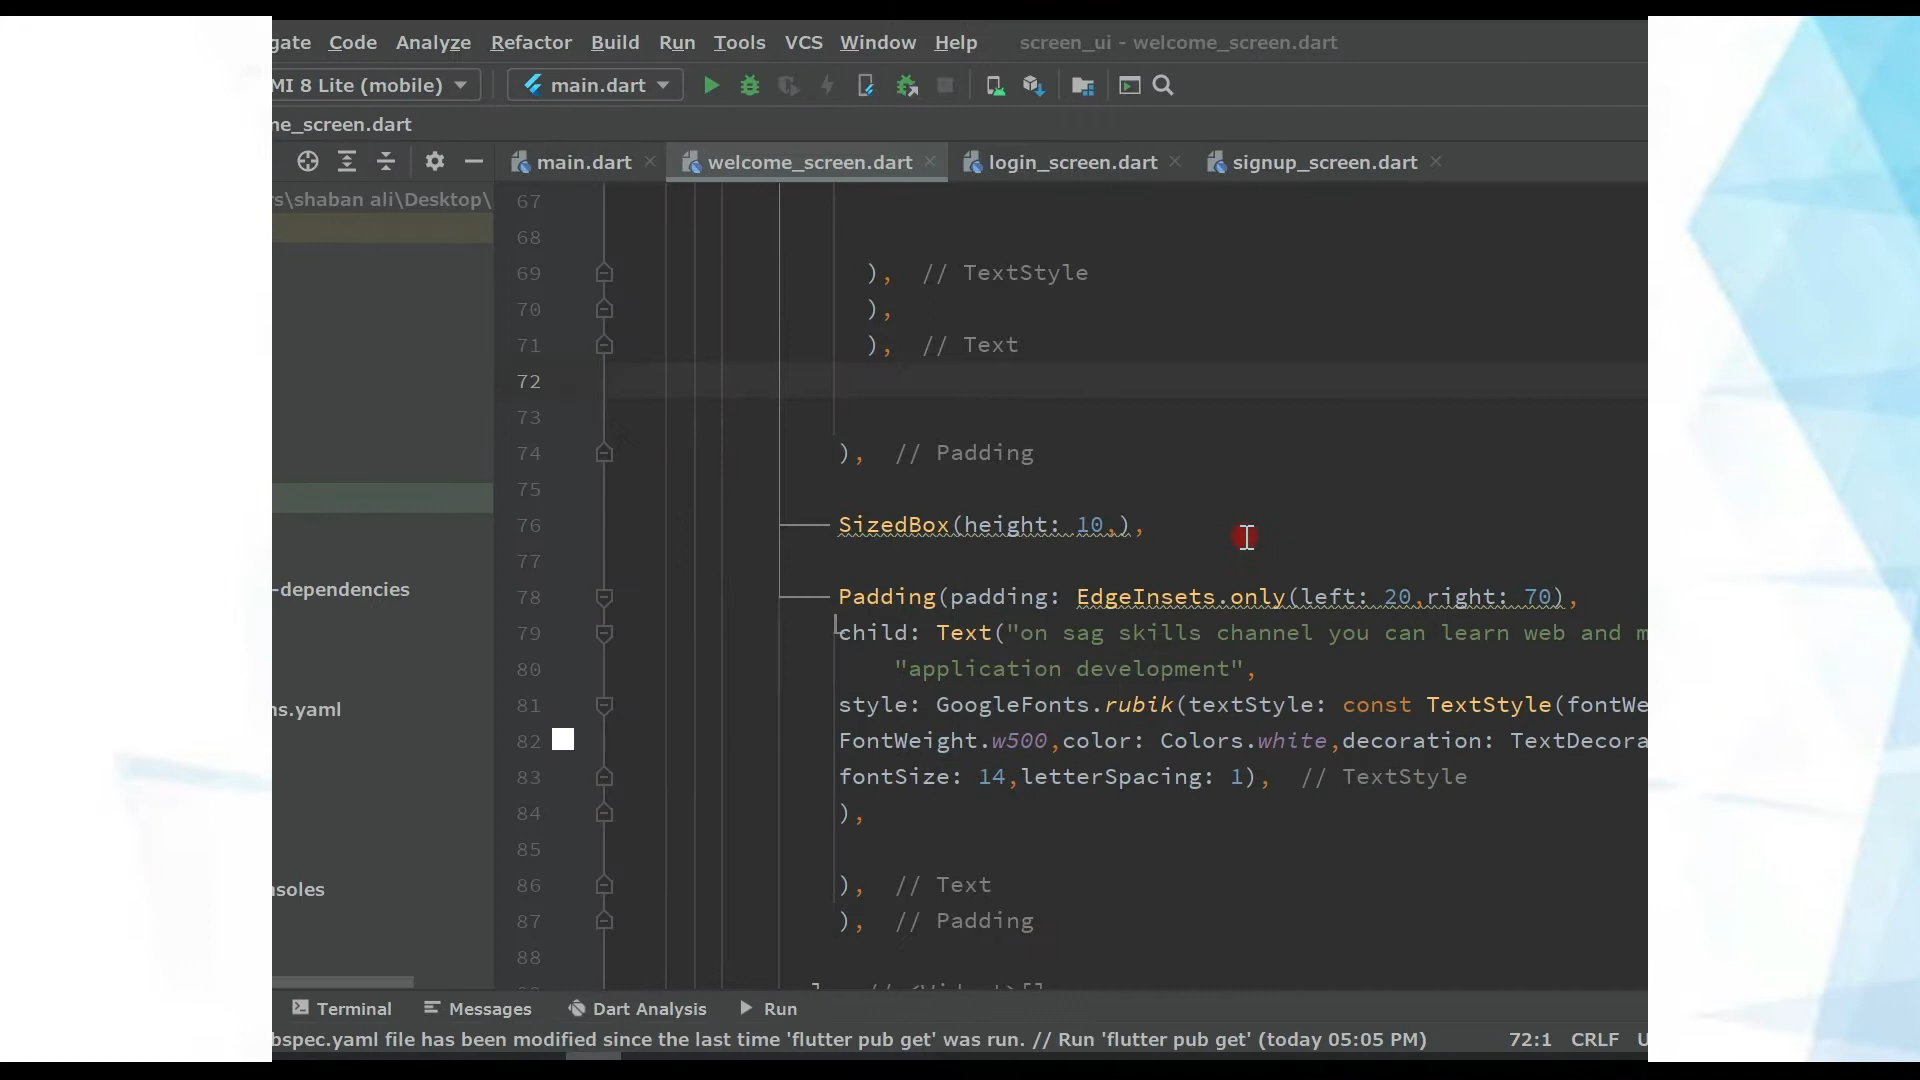 gate Code Analyze Refactor Build Run Tools VCS Window Help screen_ui - welcome_screen.dart
MI 8 Lite (mobile) main.dart
ne_screen.dart
main.dart welcome_screen.dart login_screen.dart signup_screen.dart
rs\shaban ali\Desktop\
67
68
69 ), // TextStyle
70 ),
71 ), // Text
72
73
74 ), // Padding
75
76 SizedBox(height: 10,),
77
78 Padding(padding: EdgeInsets.only(left: 20,right: 70),
79 child: Text("on sag skills channel you can learn web and m
80 "application development",
81 style: GoogleFonts.rubik(textStyle: const TextStyle(fontWe
82 FontWeight.w500,color: Colors.white,decoration: TextDecora
83 fontSize: 14,letterSpacing: 1), // TextStyle
84 ),
85
86 ), // Text
87 ), // Padding
88
-dependencies
ns.yaml
nsoles
Terminal Messages Dart Analysis Run
bspec.yaml file has been modified since the last time 'flutter pub get' was run. // Run 'flutter pub get' (today 05:05 PM) 72:1 CRLF U